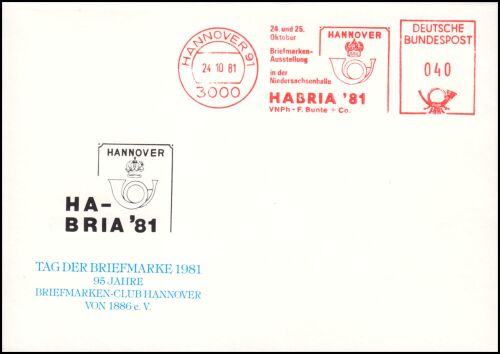 HANNOVER 91
24.10.81
3000
24. und 25.
Oktober
Briefmarken-
Ausstellung
in der
Niedersachsenhalle
HANNOVER
HABRIA '81
VNPh - F. Bunte + Co.
DEUTSCHE
BUNDESPOST
040
HANNOVER
HA-
BRIA '81
TAG DER BRIEFMARKE 1981
95 JAHRE
BRIEFMARKEN-CLUB HANNOVER
VON 1886 e. V.